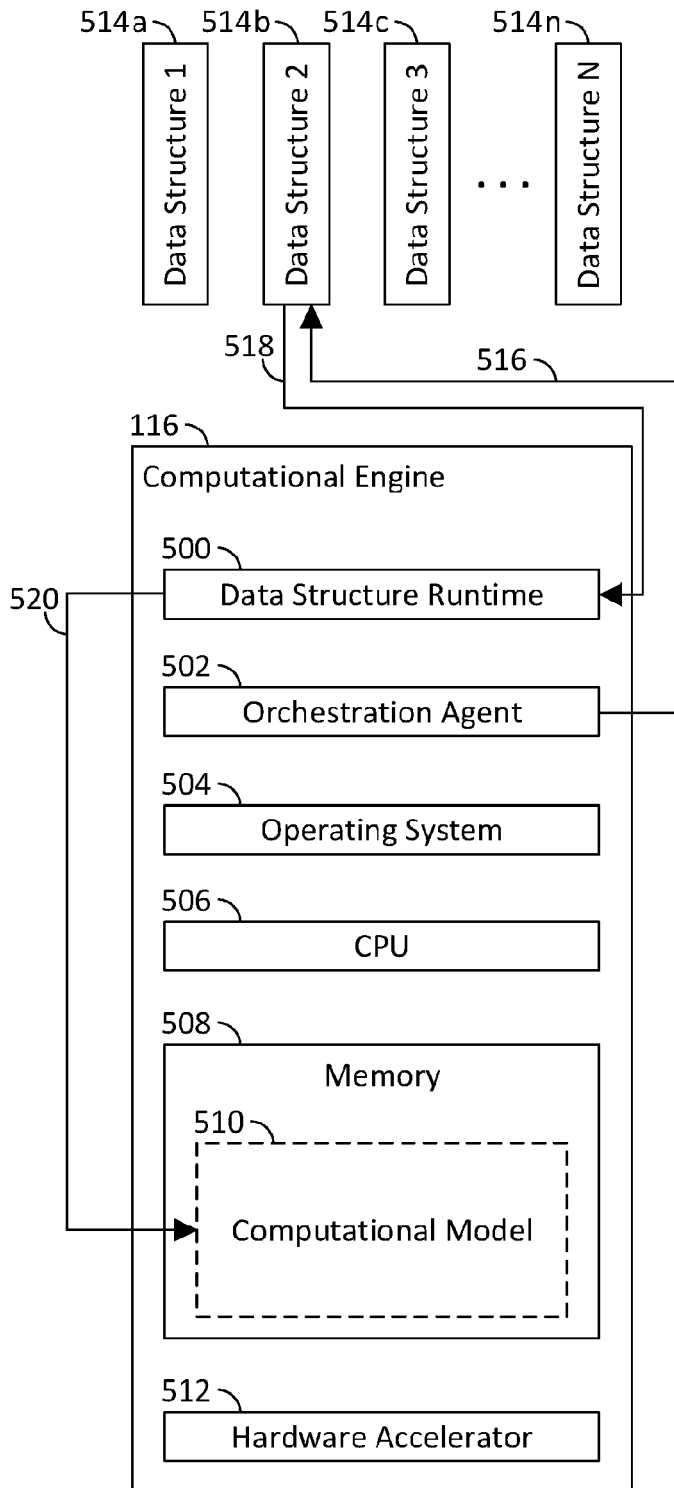 514a 514b 514c 514n
Data Structure 1
Data Structure 2
Data Structure 3
...
Data Structure N
518
516
116
Computational Engine
500
Data Structure Runtime
520
502
Orchestration Agent
504
Operating System
506
CPU
508
Memory
510
Computational Model
512
Hardware Accelerator